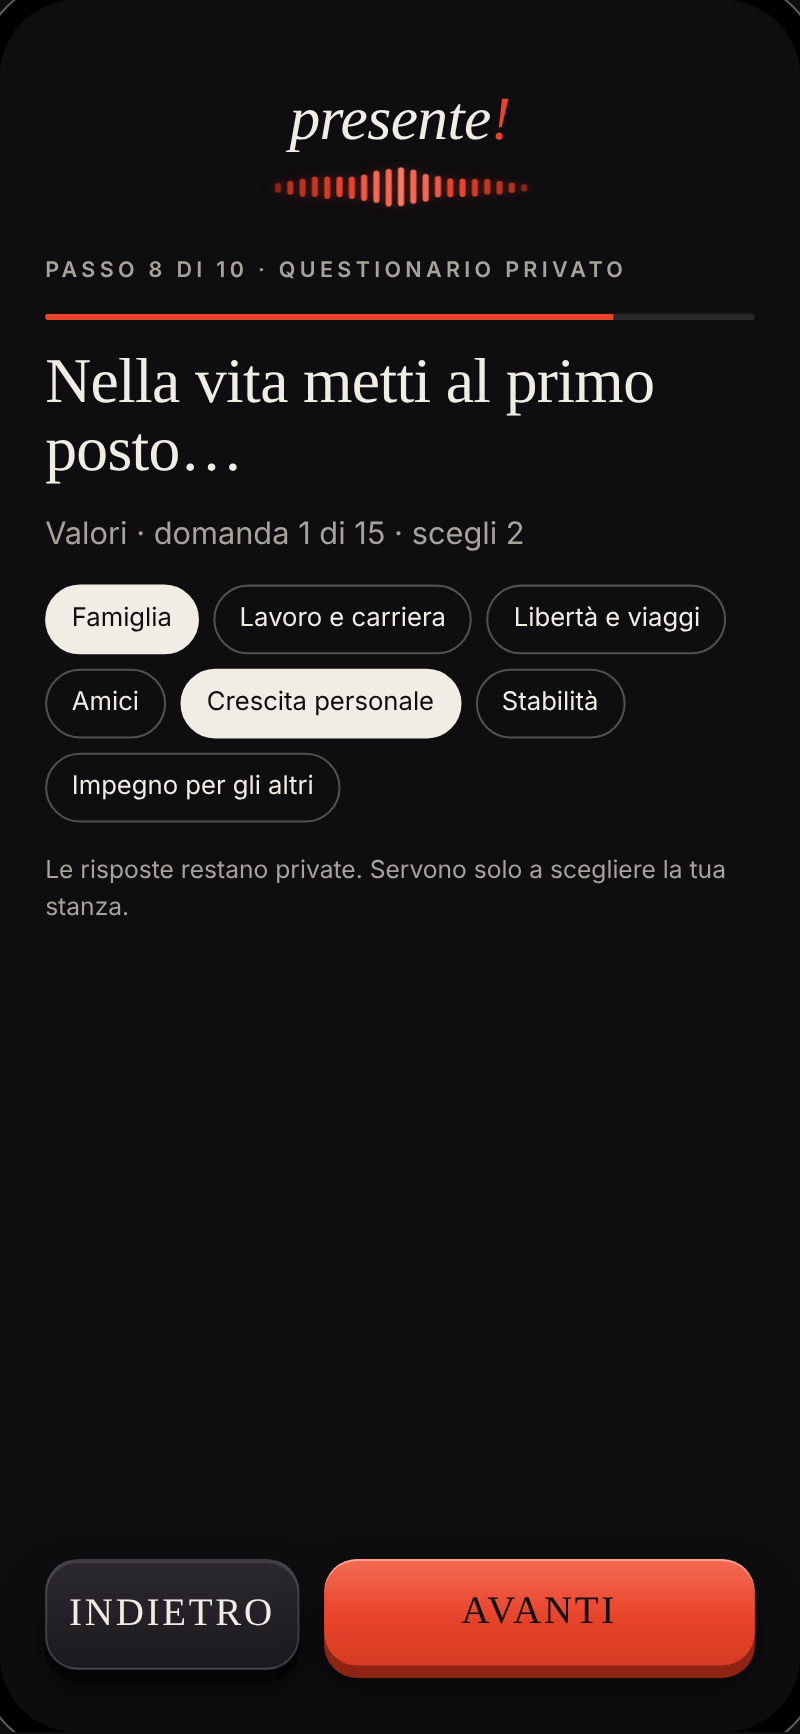 presente!
PASSO 8 DI 10 · QUESTIONARIO PRIVATO
Nella vita metti al primo
posto…
Valori · domanda 1 di 15 · scegli 2
Famiglia Lavoro e carriera Libertà e viaggi
Amici Crescita personale Stabilità
Impegno per gli altri
Le risposte restano private. Servono solo a scegliere la tua
stanza.
INDIETRO AVANTI